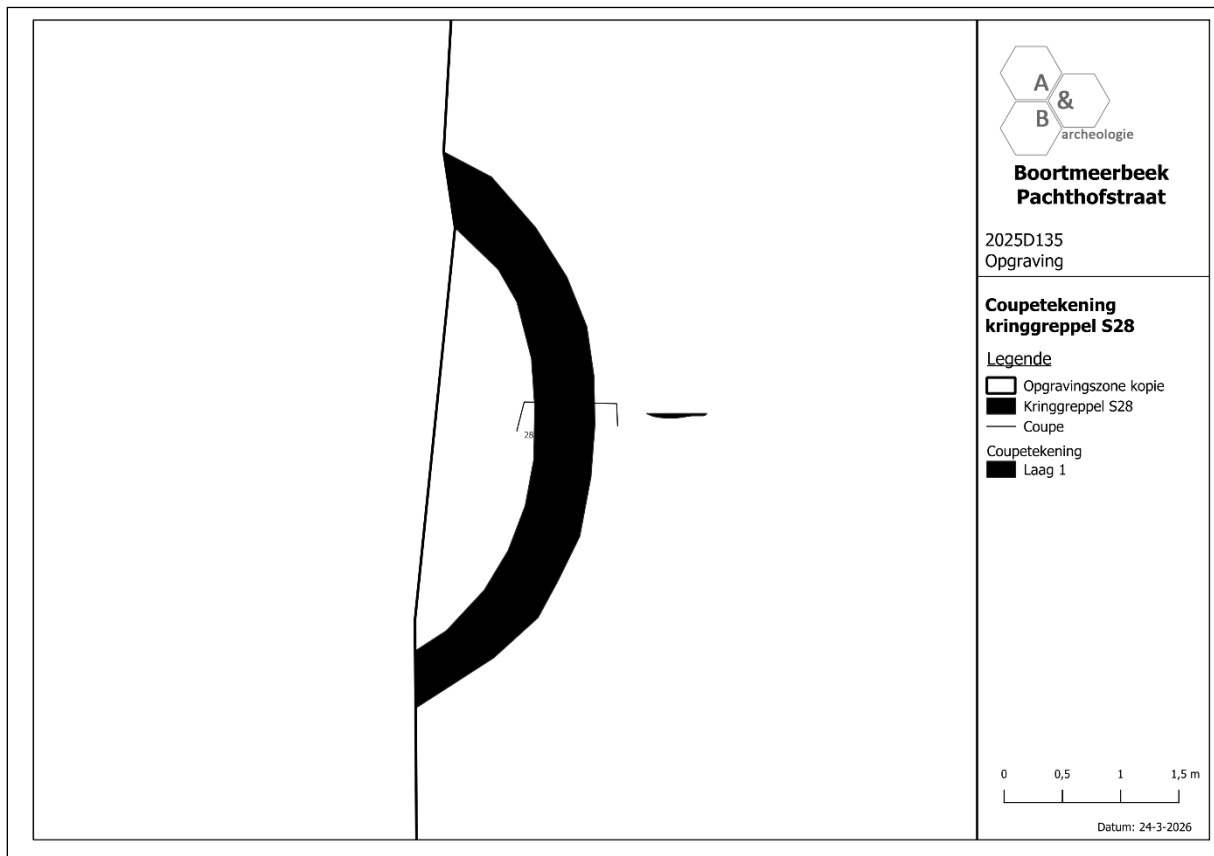 28
A
&
B
archeologie
Boortmeerbeek
Pachthofstraat
2025D135
Opgraving
Coupetekening
kringgreppel S28
Legende
Opgravingszone kopie
Kringgreppel S28
Coupe
Coupetekening
Laag 1
0 0,5 1 1,5 m
Datum: 24-3-2026